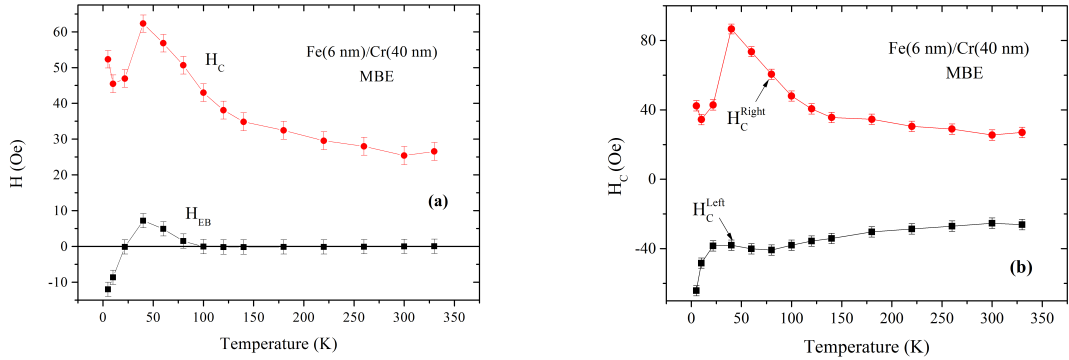 60
50
40
30
20
10
0
-10
H (Oe)
0 50 100 150 200 250 300 350
Temperature (K)
Fe(6 nm)/Cr(40 nm)
MBE
H_C
H_EB
(a)
80
40
0
-40
H_C (Oe)
0 50 100 150 200 250 300 350
Temperature (K)
Fe(6 nm)/Cr(40 nm)
MBE
H_C^Right
H_C^Left
(b)